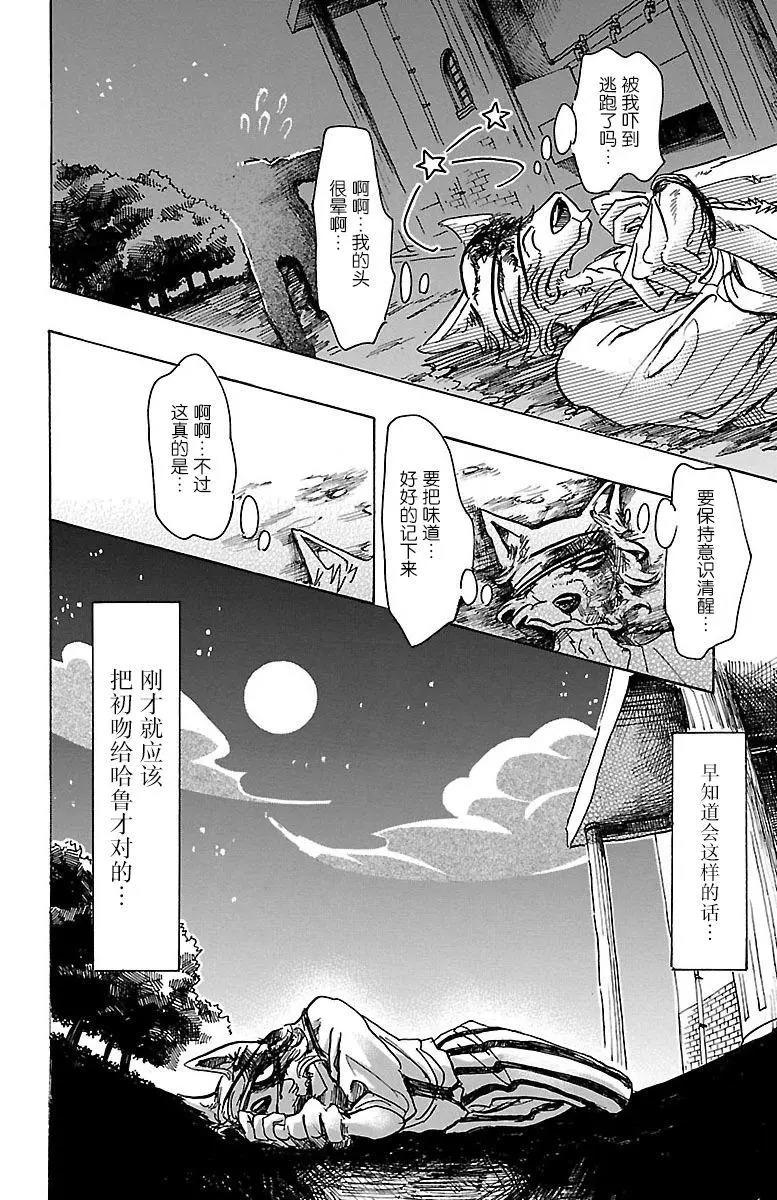 被我吓到
逃跑了吗…
啊啊…我的头
很晕啊…
要保持意识清醒…
要把味道…
好好的记下来
啊啊…不过
这真的是…
早知道会这样的话…
刚才就应该
把初吻给哈鲁才对的…